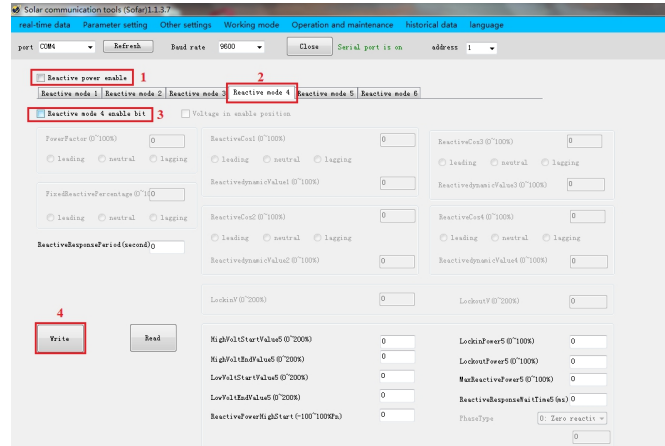 Solar communication tools (Sofar)1.1.3.7
real-time data Parameter setting Other settings Working mode Operation and maintenance historical data language
port COM4 Refresh Baud rate 9600 Close Serial port is on address 1
Reactive power enable 1
2
Reactive mode 1 Reactive mode 2 Reactive mode 3 Reactive mode 4 Reactive mode 5 Reactive mode 6
Reactive mode 4 enable bit 3 Voltage in enable position
PowerFactor(0~100%) 0
leading neutral lagging
FixedReactivePercentage(0~10 0
leading neutral lagging
ReactiveResponsePeriod(second) 0
ReactiveCos1(0~100%) 0
leading neutral lagging
ReactivedynamicValue1(0~100%) 0
ReactiveCos3(0~100%) 0
leading neutral lagging
ReactivedynamicValue3(0~100%) 0
ReactiveCos2(0~100%) 0
leading neutral lagging
ReactivedynamicValue2(0~100%) 0
ReactiveCos4(0~100%) 0
leading neutral lagging
ReactivedynamicValue4(0~100%) 0
LockinV(0~200%) 0 LockoutV(0~200%) 0
4
Write Read
HighVoltStartValue5(0~200%) 0
HighVoltEndValue5(0~200%) 0
LowVoltStartValue5(0~200%) 0
LowVoltEndValue5(0~200%) 0
ReactivePowerHighStart(-100~100%Pn) 0
LockinPower5(0~100%) 0
LockoutPower5(0~100%) 0
MaxReactivePower5(0~100%) 0
ReactiveResponseWaitTime5(ms) 0
PhaseType 0: Zero reactiv
0